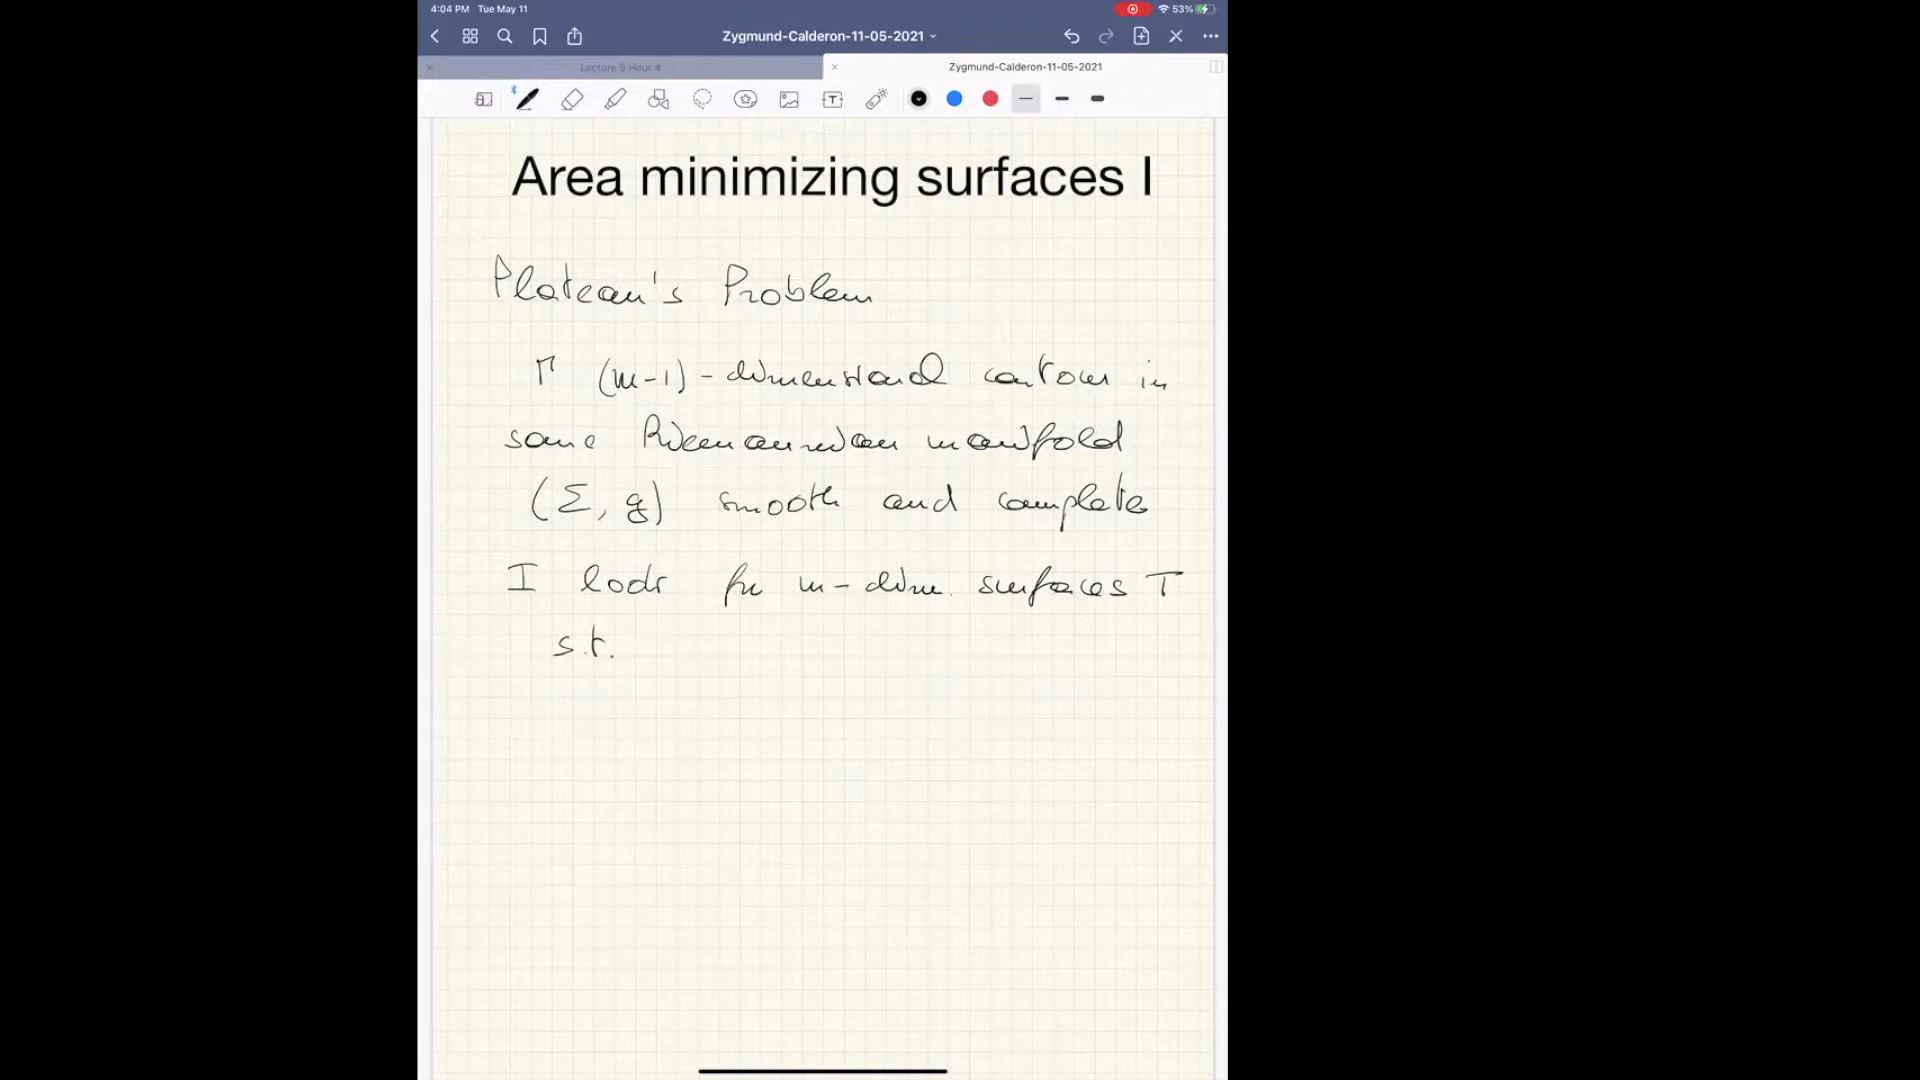 4:04 PM Tue May 11
53%
Zygmund-Calderon-11-05-2021
Lecture 5 Hour 4
Zygmund-Calderon-11-05-2021
Area minimizing surfaces I
Plateau's Problem
Γ (m-1)-dimensional contour in
some Riemannian manifold
(Σ, g) smooth and complete
I look for m-dim. surfaces T
s.t.